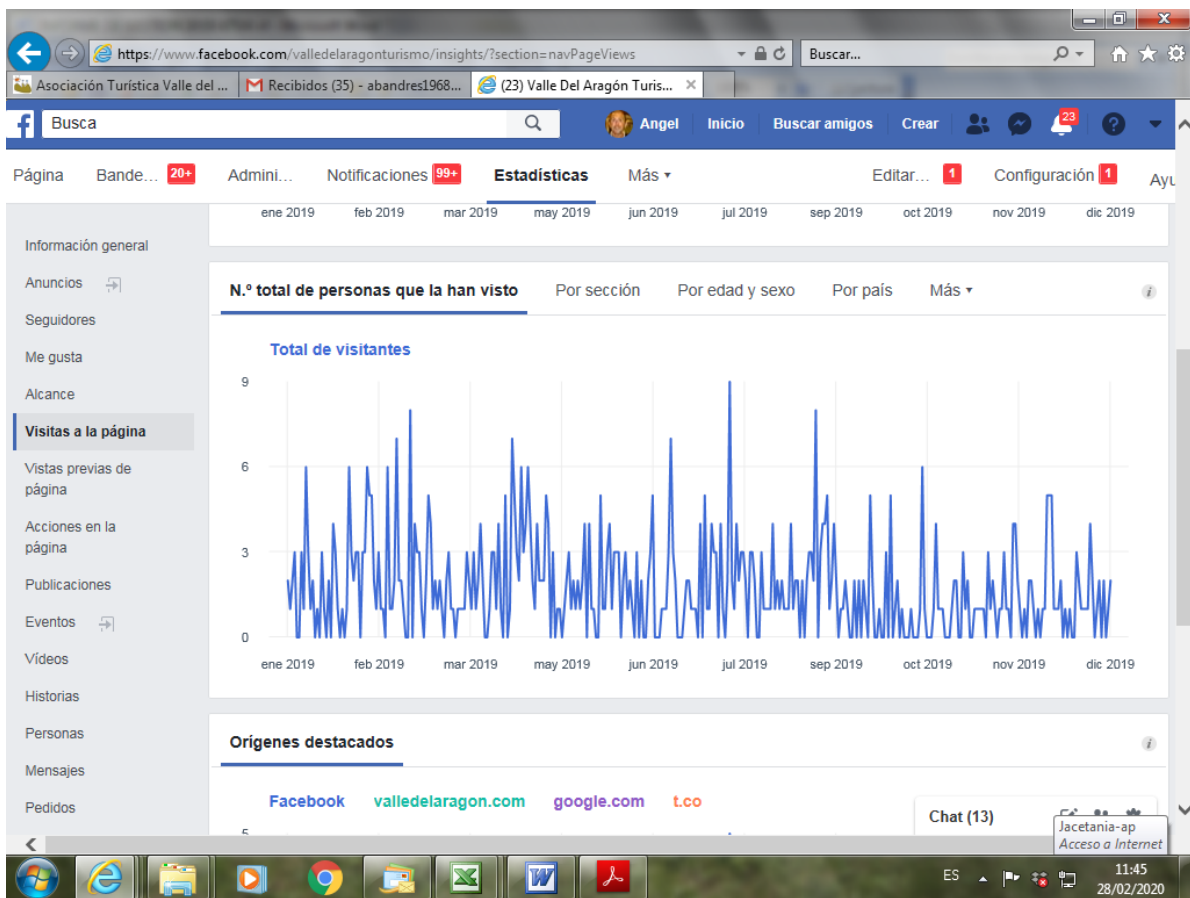 https://www.facebook.com/valledelaragonturismo/insights/?section=navPageViews
Buscar...
Asociación Turística Valle del ...
Recibidos (35) - abandres1968...
(23) Valle Del Aragón Turis...
Busca
Angel
Inicio
Buscar amigos
Crear
23
Página
Bande... 20+
Admini...
Notificaciones 99+
Estadísticas
Más
Editar... 1
Configuración 1
Ayu
ene 2019 feb 2019 mar 2019 may 2019 jun 2019 jul 2019 sep 2019 oct 2019 nov 2019 dic 2019
Información general
Anuncios
Seguidores
Me gusta
Alcance
Visitas a la página
Vistas previas de
página
Acciones en la
página
Publicaciones
Eventos
Vídeos
Historias
Personas
Mensajes
Pedidos
N.º total de personas que la han visto
Por sección
Por edad y sexo
Por país
Más
Total de visitantes
9
6
3
0
ene 2019 feb 2019 mar 2019 may 2019 jun 2019 jul 2019 sep 2019 oct 2019 nov 2019 dic 2019
Orígenes destacados
Facebook valledelaragon.com google.com t.co
5
Chat (13)
Jacetania-ap
Acceso a Internet
ES
11:45
28/02/2020